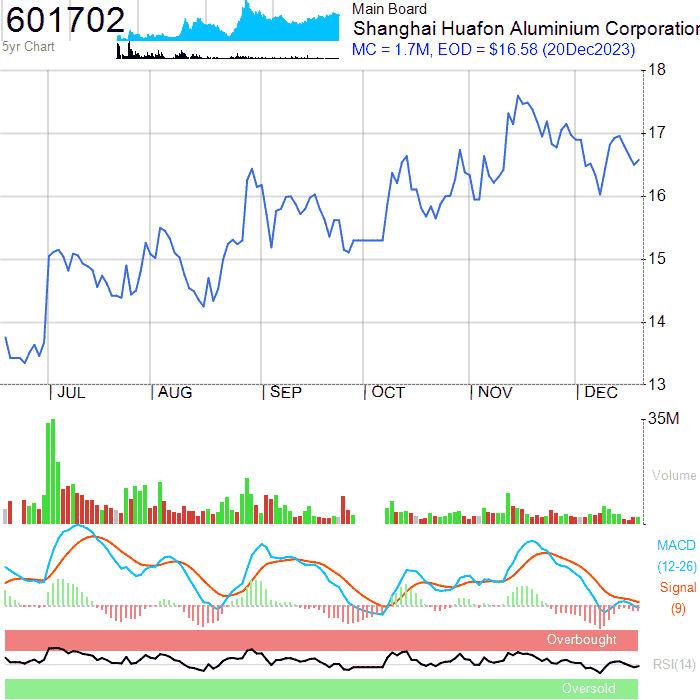 601702
5yr Chart
Main Board
Shanghai Huafon Aluminium Corporation
MC = 1.7M, EOD = $16.58 (20Dec2023)
18
17
16
15
14
13
JUL AUG SEP OCT NOV DEC
35M
Volume
MACD
(12-26)
Signal
(9)
Overbought
RSI(14)
Oversold